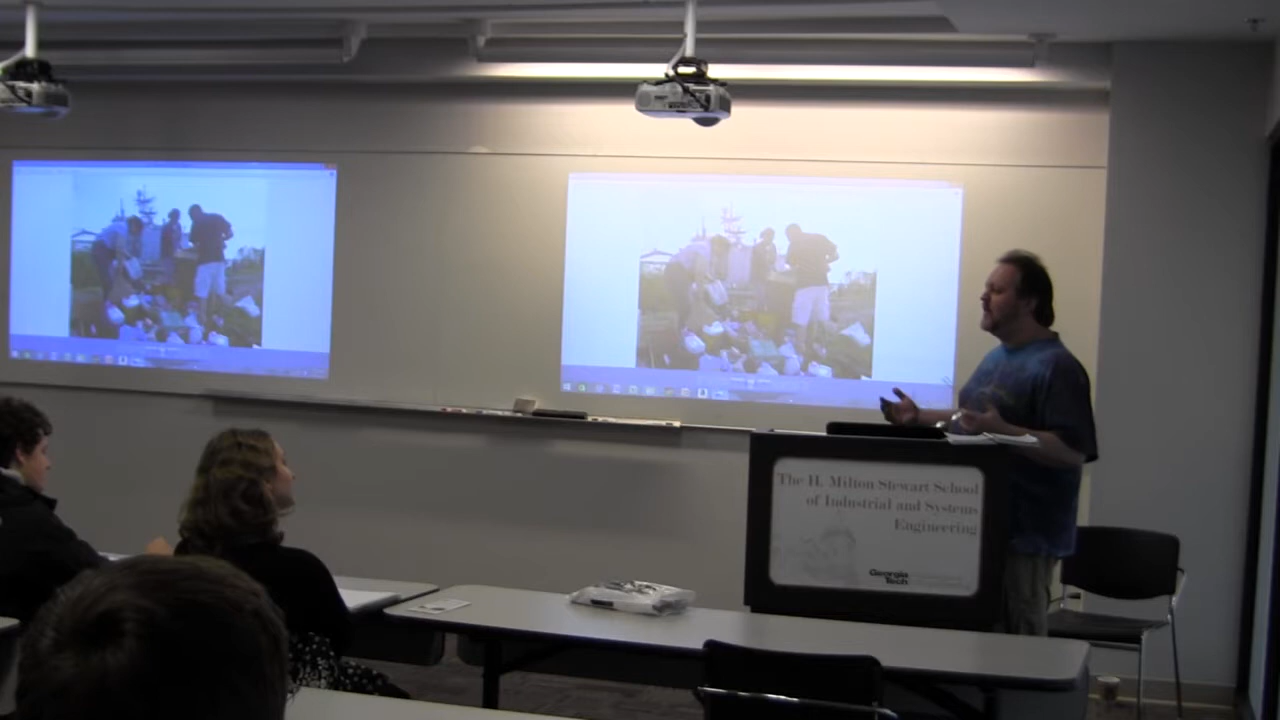 The H. Milton Stewart School
of Industrial and Systems
Engineering
Georgia
Tech